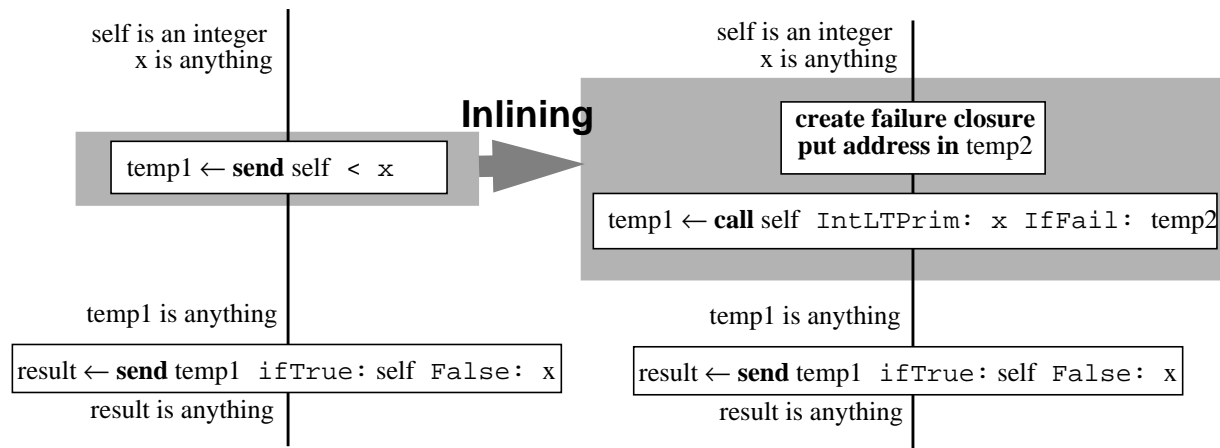 self is an integer
x is anything
temp1 ← send self < x
temp1 is anything
result ← send temp1 ifTrue: self False: x
result is anything
Inlining
self is an integer
x is anything
create failure closure
put address in temp2
temp1 ← call self IntLTPrim: x IfFail: temp2
temp1 is anything
result ← send temp1 ifTrue: self False: x
result is anything